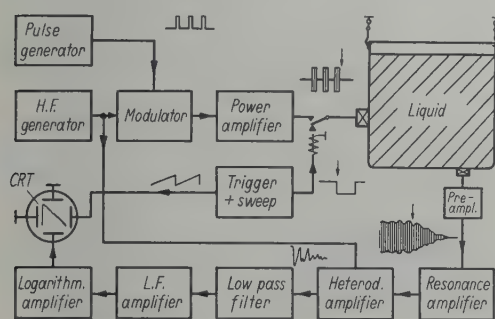 Pulse
generator
H.F.
generator
Modulator
Power
amplifier
Liquid
CRT
Trigger
+ sweep
Pre-
ampl.
Logarithm.
amplifier
L.F.
amplifier
Low pass
filter
Heterod.
amplifier
Resonance
amplifier